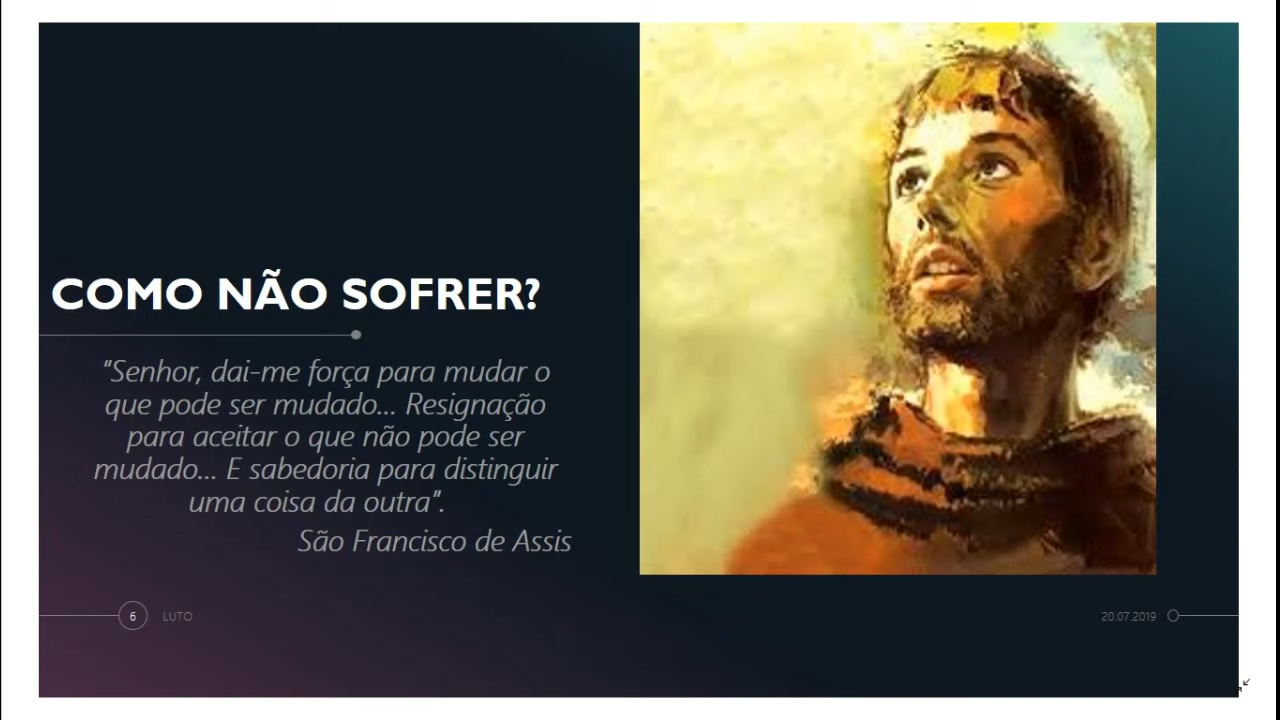 COMO NÃO SOFRER?
"Senhor, dai-me força para mudar o
que pode ser mudado... Resignação
para aceitar o que não pode ser
mudado... E sabedoria para distinguir
uma coisa da outra".
São Francisco de Assis
6 LUTO
20.07.2019